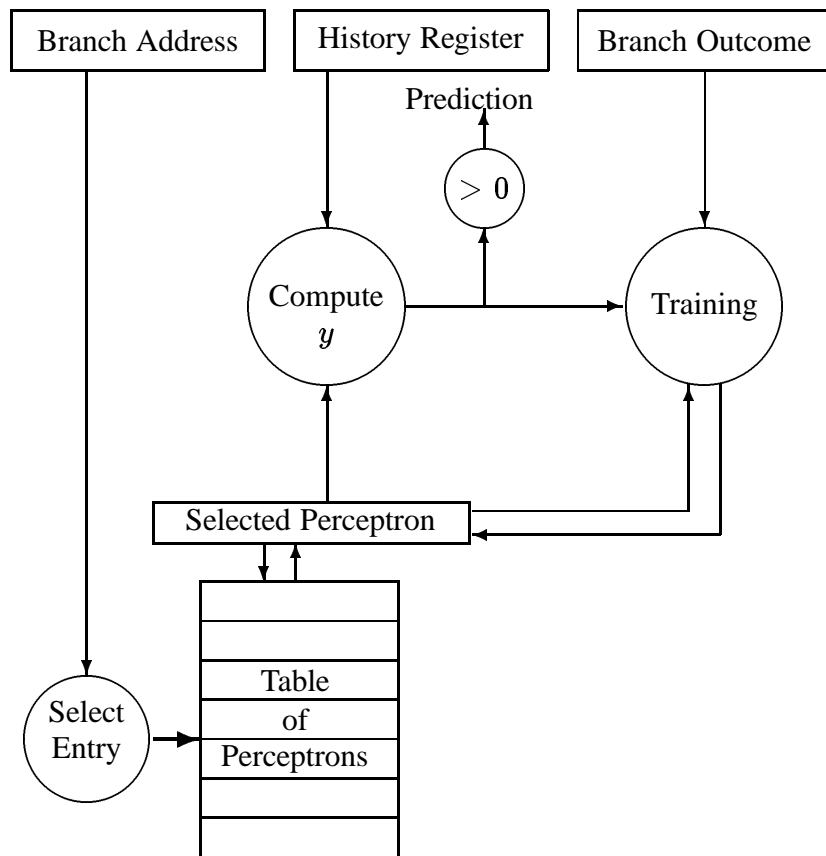 Branch Address
History Register
Branch Outcome
Prediction
> 0
Compute
y
Training
Selected Perceptron
Table
of
Perceptrons
Select
Entry